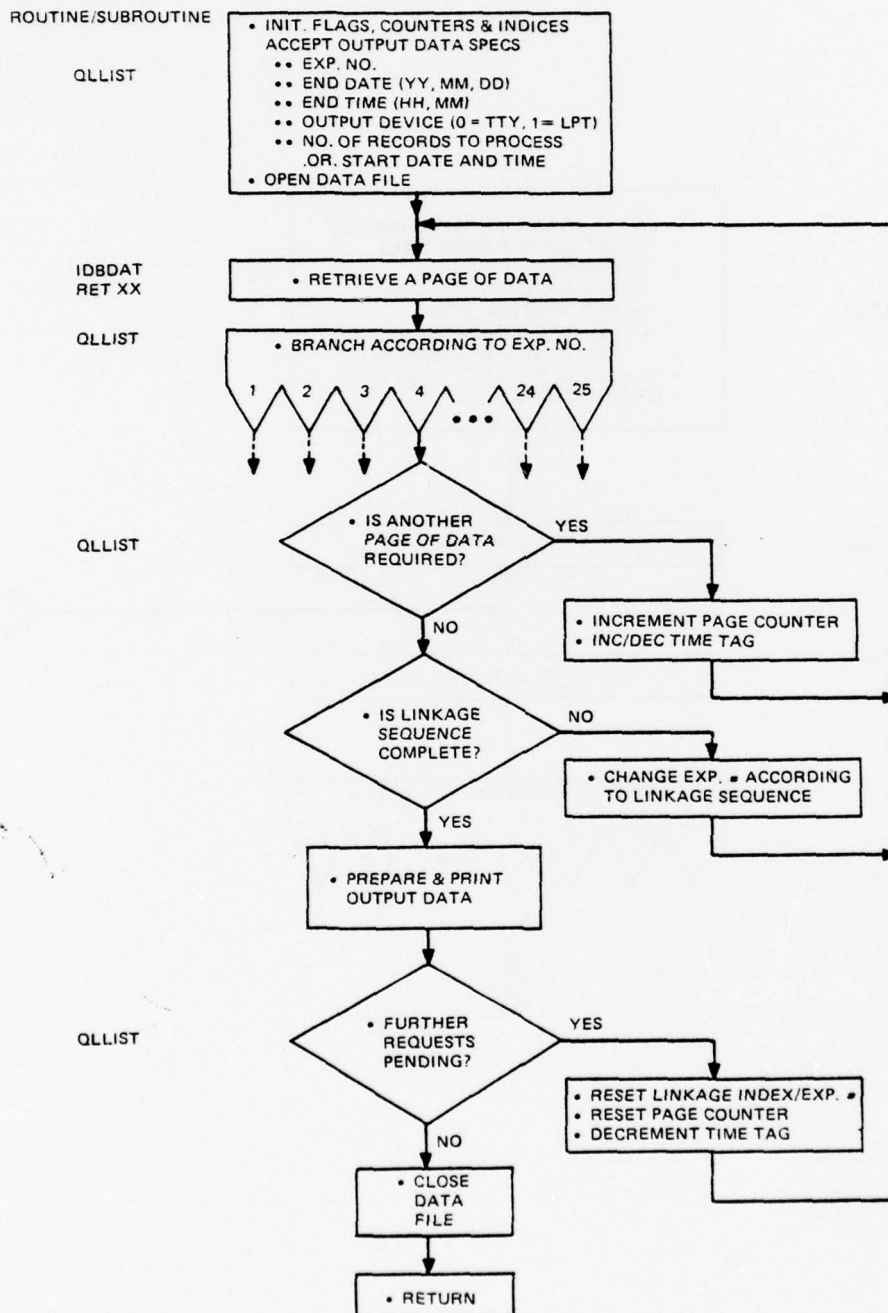 ROUTINE/SUBROUTINE
QLLIST
• INIT. FLAGS, COUNTERS & INDICES
ACCEPT OUTPUT DATA SPECS
•• EXP. NO.
•• END DATE (YY, MM, DD)
•• END TIME (HH, MM)
•• OUTPUT DEVICE (0 = TTY, 1= LPT)
•• NO. OF RECORDS TO PROCESS
.OR. START DATE AND TIME
• OPEN DATA FILE
IDBDAT
RET XX
• RETRIEVE A PAGE OF DATA
QLLIST
• BRANCH ACCORDING TO EXP. NO.
1 2 3 4 ••• 24 25
QLLIST
• IS ANOTHER
PAGE OF DATA
REQUIRED?
YES
• INCREMENT PAGE COUNTER
• INC/DEC TIME TAG
NO
• IS LINKAGE
SEQUENCE
COMPLETE?
NO
• CHANGE EXP. # ACCORDING
TO LINKAGE SEQUENCE
YES
• PREPARE & PRINT
OUTPUT DATA
QLLIST
• FURTHER
REQUESTS
PENDING?
YES
• RESET LINKAGE INDEX/EXP. #
• RESET PAGE COUNTER
• DECREMENT TIME TAG
NO
• CLOSE
DATA
FILE
• RETURN